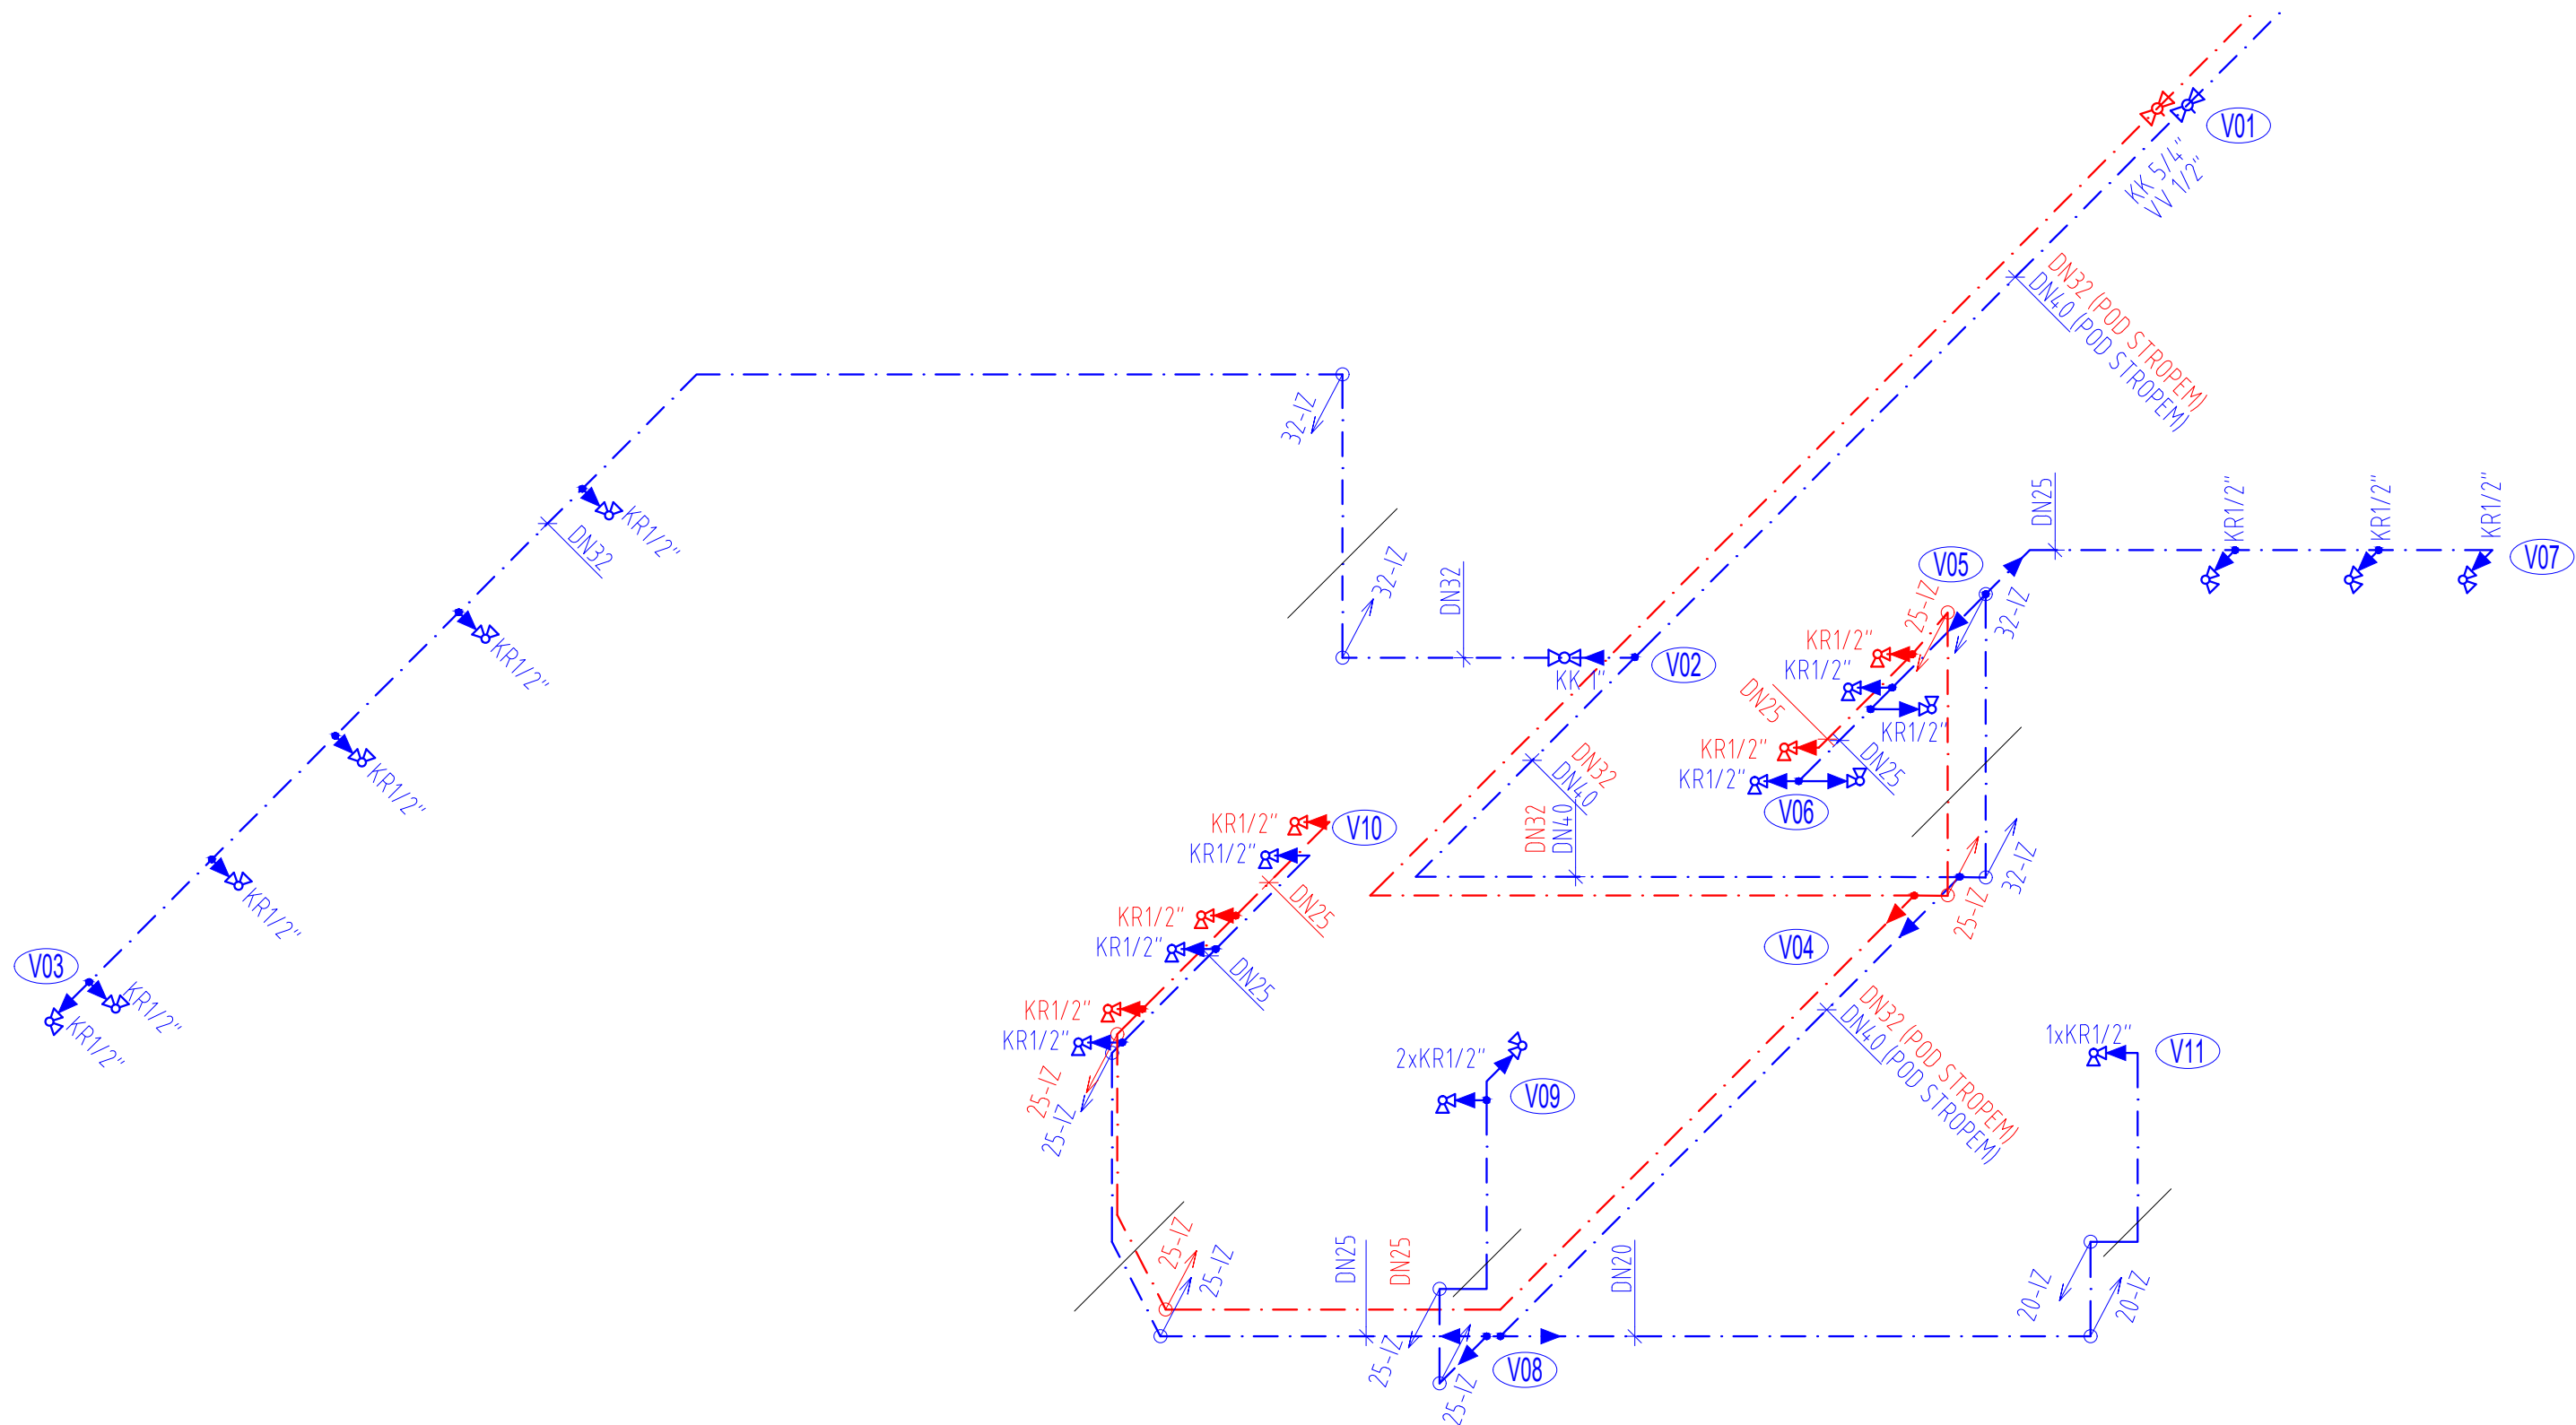 V01
KK 5/4"
VV 1/2"
DN32 (POD STROPEM)
DN40 (POD STROPEM)
32-IZ
KR1/2"
DN32
32-IZ
DN32
KK 1"
V02
KR1/2"
KR1/2"
KR1/2"
V03
KR1/2"
KR1/2"
DN25
KR1/2"
KR1/2"
KR1/2"
V07
V05
25-IZ
32-IZ
KR1/2"
KR1/2"
DN25
KR1/2"
KR1/2"
DN25
KR1/2"
V06
DN32
DN40
DN32
DN40
KR1/2"
V10
KR1/2"
DN25
KR1/2"
KR1/2"
DN25
KR1/2"
KR1/2"
25-IZ
25-IZ
32-IZ
25-IZ
V04
DN32 (POD STROPEM)
DN40 (POD STROPEM)
2xKR1/2"
V09
1xKR1/2"
V11
25-IZ
25-IZ
DN25
DN25
DN20
25-IZ
25-IZ
V08
20-IZ
20-IZ